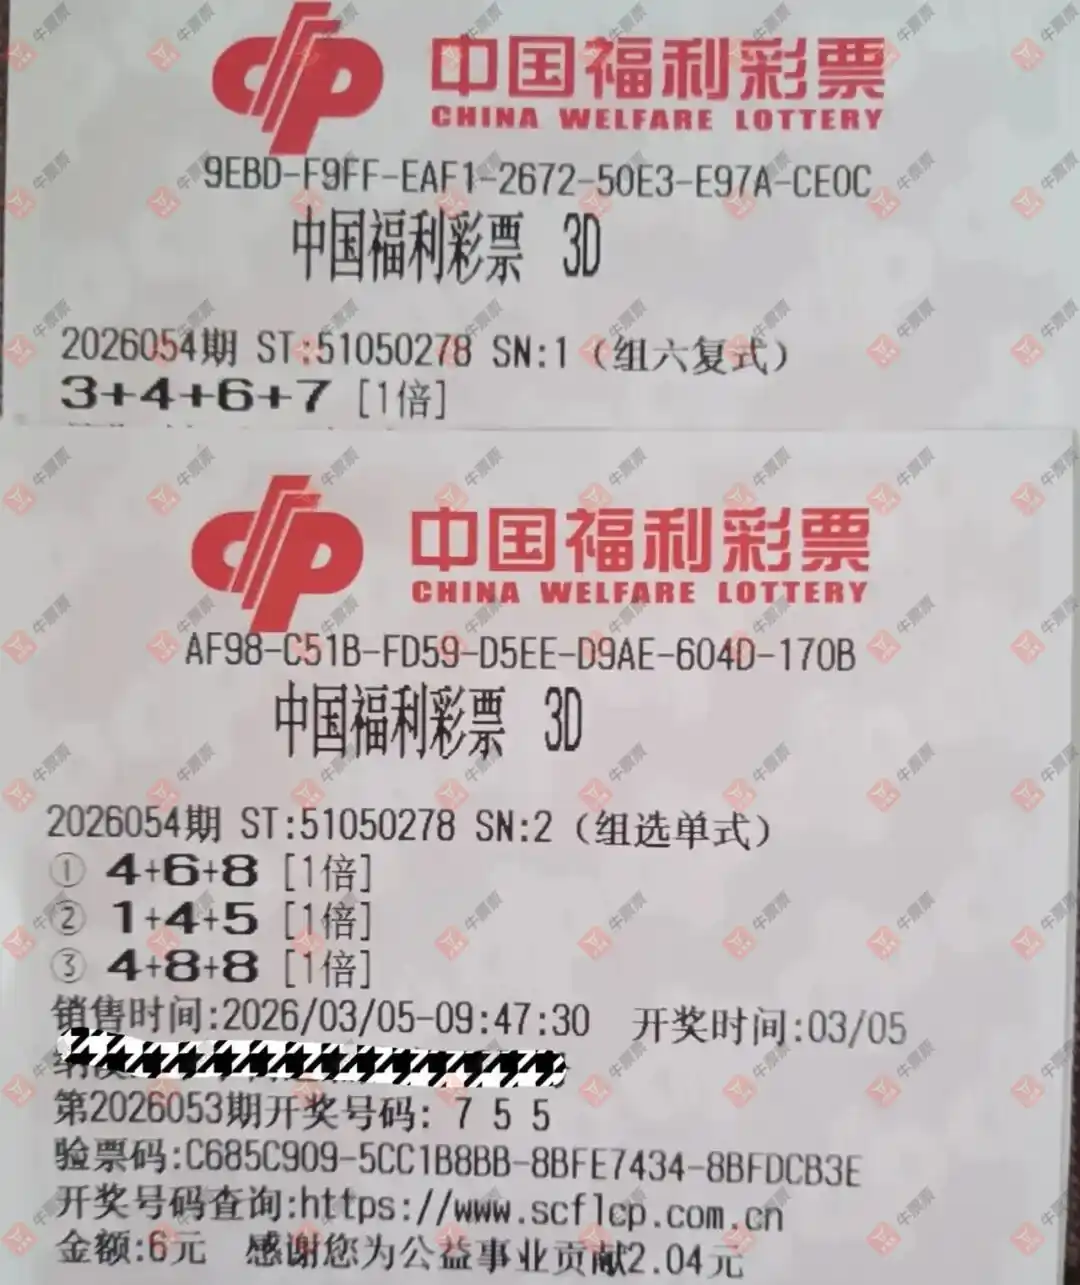 中国福利彩票
CHINA WELFARE LOTTERY
9EBD-F9FF-EAF1-2672-50E3-E97A-CE0C
中国福利彩票 3D
2026054期 ST:51050278 SN:1 (组六复式)
3+4+6+7 [1倍]
中国福利彩票
CHINA WELFARE LOTTERY
AF98-C51B-FD59-D5EE-D9AE-604D-170B
中国福利彩票 3D
2026054期 ST:51050278 SN:2 (组选单式)
① 4+6+8 [1倍]
② 1+4+5 [1倍]
③ 4+8+8 [1倍]
销售时间:2026/03/05-09:47:30 开奖时间:03/05
第2026053期开奖号码: 7 5 5
验票码:C685C909-5CC1B8BB-8BFE7434-8BFDCB3E
开奖号码查询:https://www.scflcp.com.cn
金额:6元 感谢您为公益事业贡献2.04元
牛票票